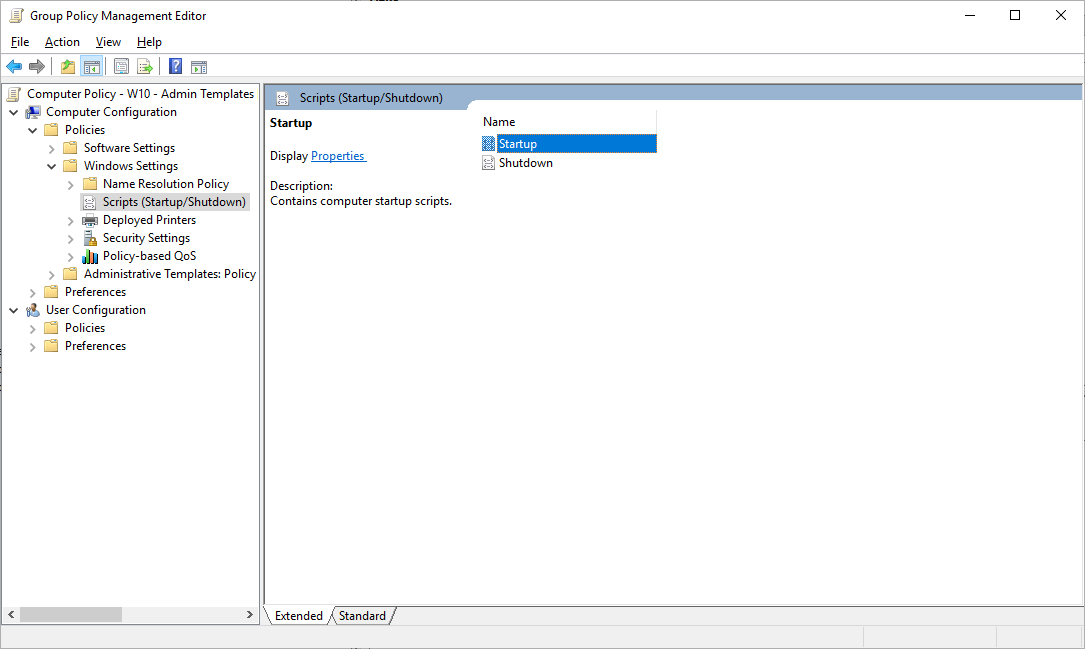 Group Policy Management Editor
File Action View Help
Computer Policy - W10 - Admin Templates
Computer Configuration
Policies
Software Settings
Windows Settings
Name Resolution Policy
Scripts (Startup/Shutdown)
Deployed Printers
Security Settings
Policy-based QoS
Administrative Templates: Policy
Preferences
User Configuration
Policies
Preferences
Scripts (Startup/Shutdown)
Startup
Display Properties
Description:
Contains computer startup scripts.
Name
Startup
Shutdown
Extended Standard